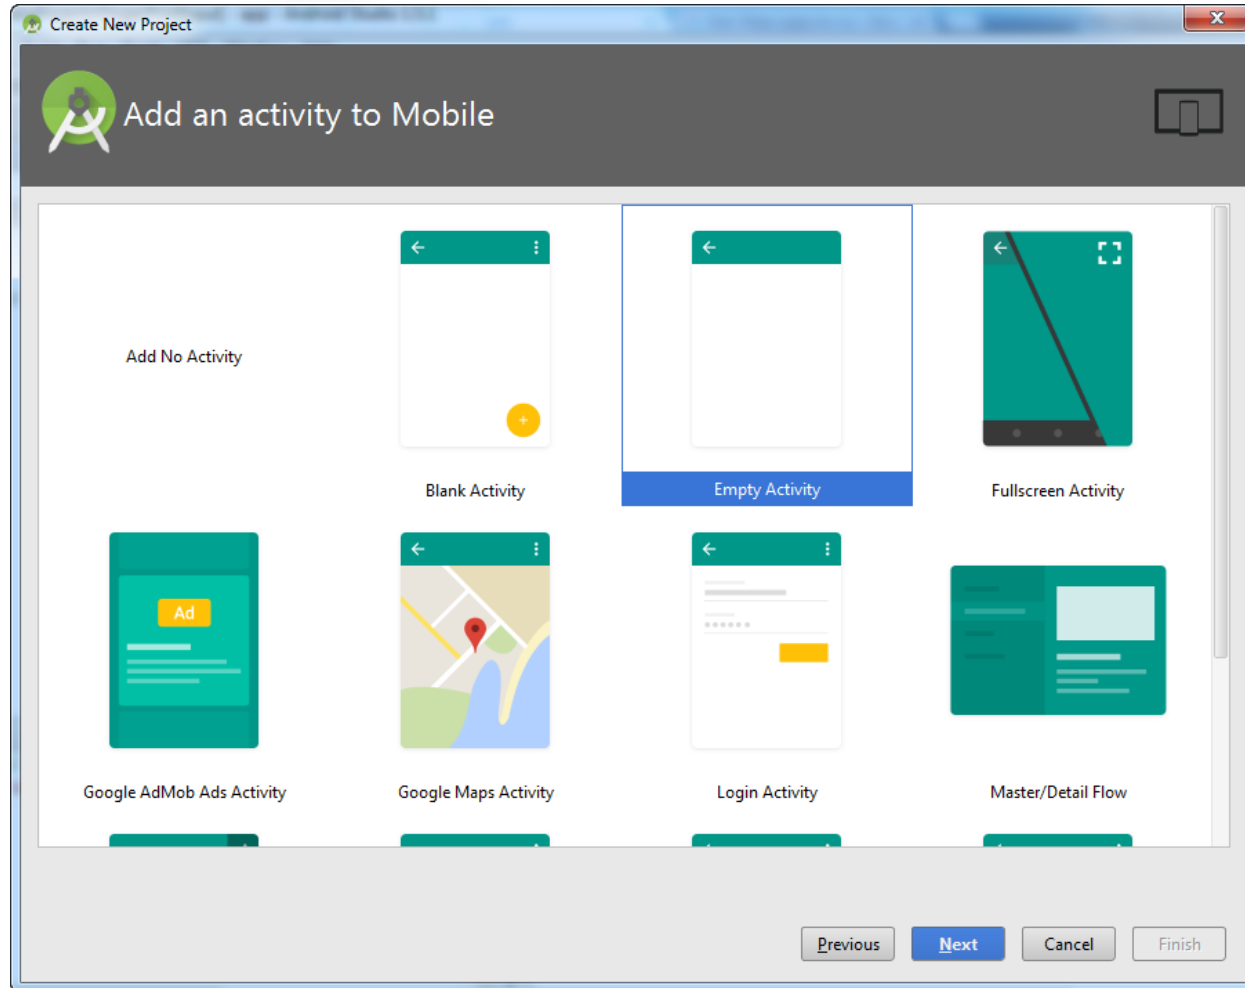 Create New Project
Add an activity to Mobile
Add No Activity
Blank Activity
Empty Activity
Fullscreen Activity
Ad
Google AdMob Ads Activity
Google Maps Activity
Login Activity
Master/Detail Flow
Previous
Next
Cancel
Finish